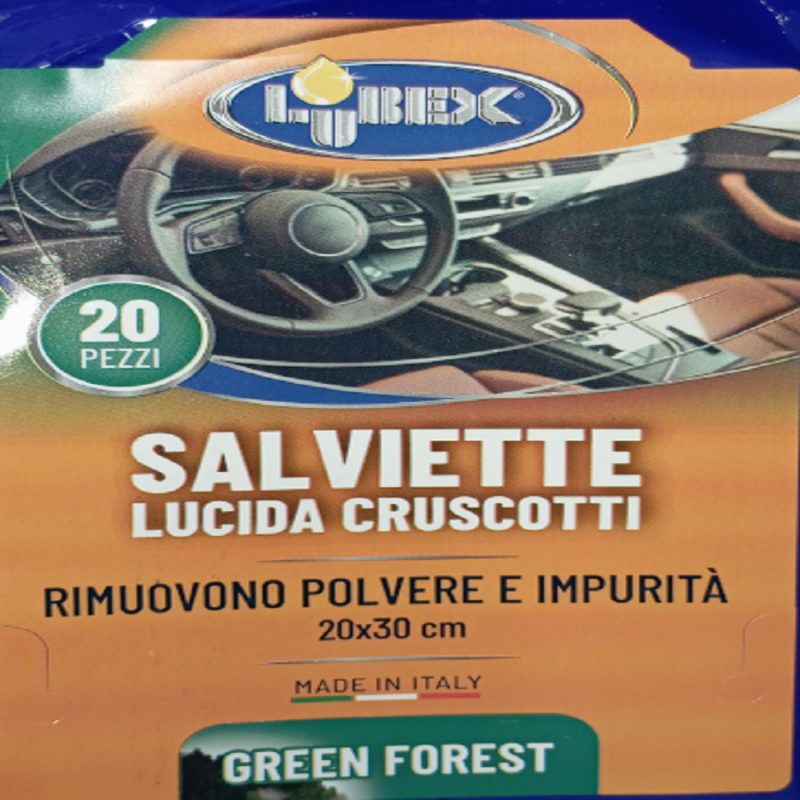 LUBEX®
20
PEZZI
SALVIETTE
LUCIDA CRUSCOTTI
RIMUOVONO POLVERE E IMPURITÀ
20x30 cm
MADE IN ITALY
GREEN FOREST